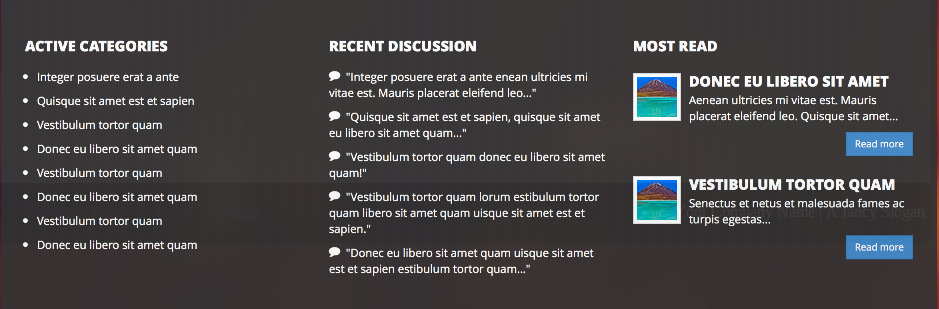 ACTIVE CATEGORIES
Integer posuere erat a ante
Quisque sit amet est et sapien
Vestibulum tortor quam
Donec eu libero sit amet quam
Vestibulum tortor quam
Donec eu libero sit amet quam
Vestibulum tortor quam
Donec eu libero sit amet quam
RECENT DISCUSSION
"Integer posuere erat a ante enean ultricies mi
vitae est. Mauris placerat eleifend leo..."
"Quisque sit amet est et sapien, quisque sit amet
eu libero sit amet quam..."
"Vestibulum tortor quam donec eu libero sit amet
quam!"
"Vestibulum tortor quam lorum estibulum tortor
quam libero sit amet quam uisque sit amet est et
sapien."
"Donec eu libero sit amet quam uisque sit amet
est et sapien estibulum tortor quam..."
MOST READ
DONEC EU LIBERO SIT AMET
Aenean ultricies mi vitae est. Mauris
placerat eleifend leo. Quisque sit amet...
Read more
VESTIBULUM TORTOR QUAM
Senectus et netus et malesuada fames ac
turpis egestas...
Name | A fancy Slogan
Read more